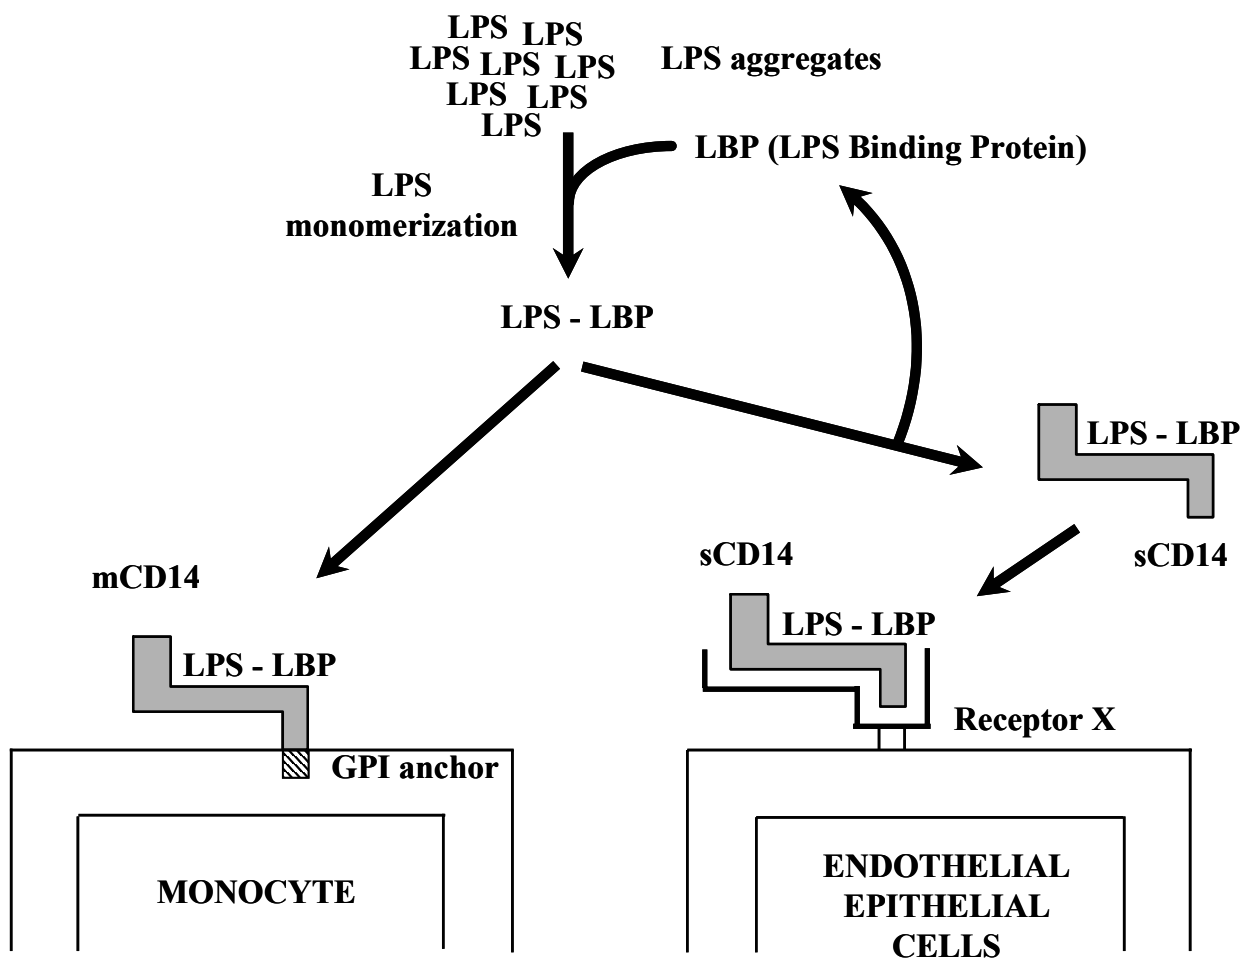 LPS LPS
LPS LPS LPS
LPS LPS
LPS
LPS aggregates
LBP (LPS Binding Protein)
LPS
monomerization
LPS - LBP
LPS - LBP
sCD14
mCD14
LPS - LBP
GPI anchor
MONOCYTE
sCD14
LPS - LBP
Receptor X
ENDOTHELIAL
EPITHELIAL
CELLS